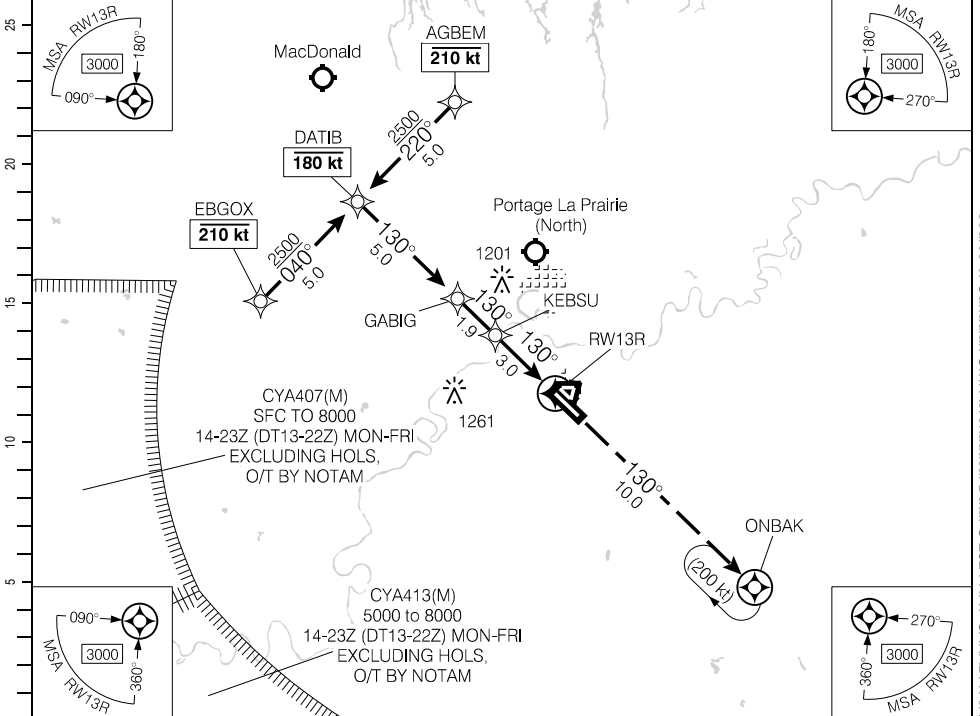 25
20
15
10
5
MSA RW13R
180°
3000
090°
MacDonald
AGBEM
210 kt
MSA RW13R
180°
3000
270°
DATIB
180 kt
2500
220°
5.0
EBGOX
210 kt
2500
040°
5.0
130°
5.0
Portage La Prairie
(North)
1201
GABIG
130°
1.9
KEBSU
130°
3.0
RW13R
1261
CYA407(M)
SFC TO 8000
14-23Z (DT13-22Z) MON-FRI
EXCLUDING HOLS,
O/T BY NOTAM
130°
10.0
ONBAK
(200 kt)
CYA413(M)
5000 to 8000
14-23Z (DT13-22Z) MON-FRI
EXCLUDING HOLS,
O/T BY NOTAM
090°
3000
360°
MSA RW13R
270°
3000
360°
MSA RW13R